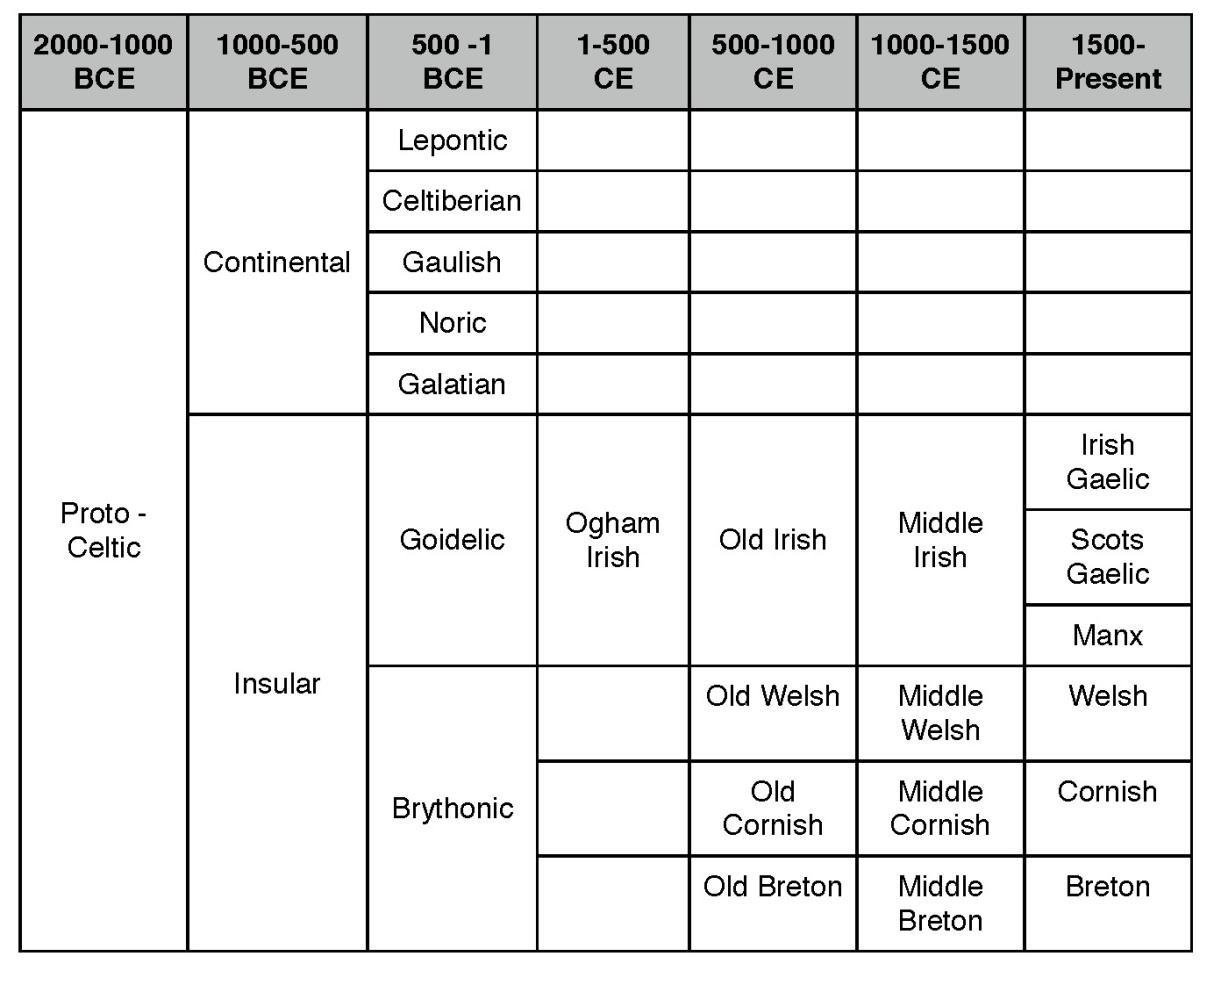 2000-1000
BCE
1000-500
BCE
500 -1
BCE
1-500
CE
500-1000
CE
1000-1500
CE
1500-
Present
Proto -
Celtic
Continental
Lepontic
Celtiberian
Gaulish
Noric
Galatian
Insular
Goidelic
Ogham
Irish
Old Irish
Middle
Irish
Irish
Gaelic
Scots
Gaelic
Manx
Brythonic
Old Welsh
Middle
Welsh
Welsh
Old
Cornish
Middle
Cornish
Cornish
Old Breton
Middle
Breton
Breton